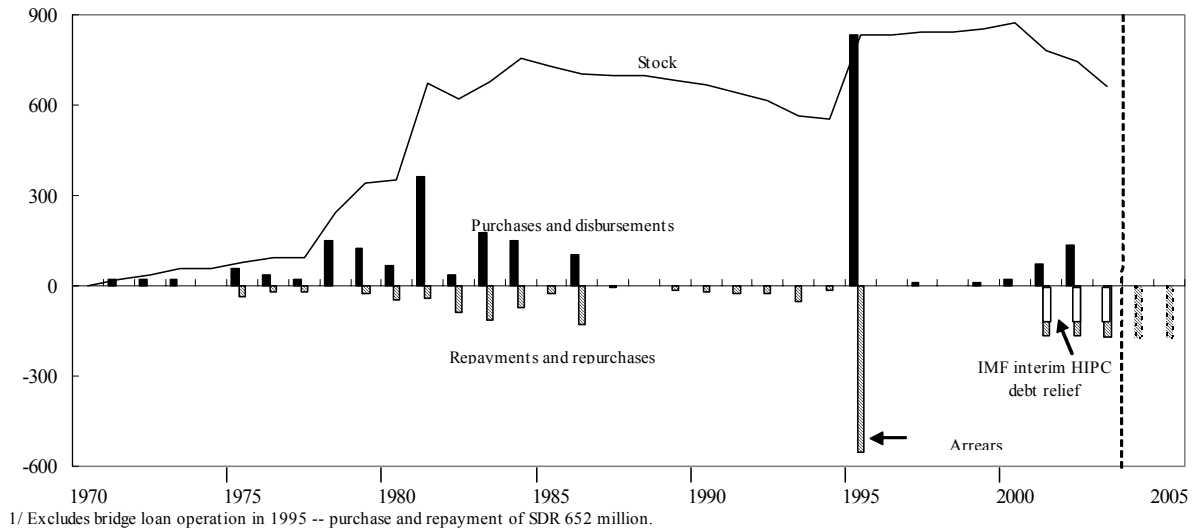 900
Stock
600
300
Purchases and disbursements
0
Repayments and repurchases
-300
IMF interim HIPC
debt relief
Arrears
-600
1970 1975 1980 1985 1990 1995 2000 2005
1/ Excludes bridge loan operation in 1995 -- purchase and repayment of SDR 652 million.